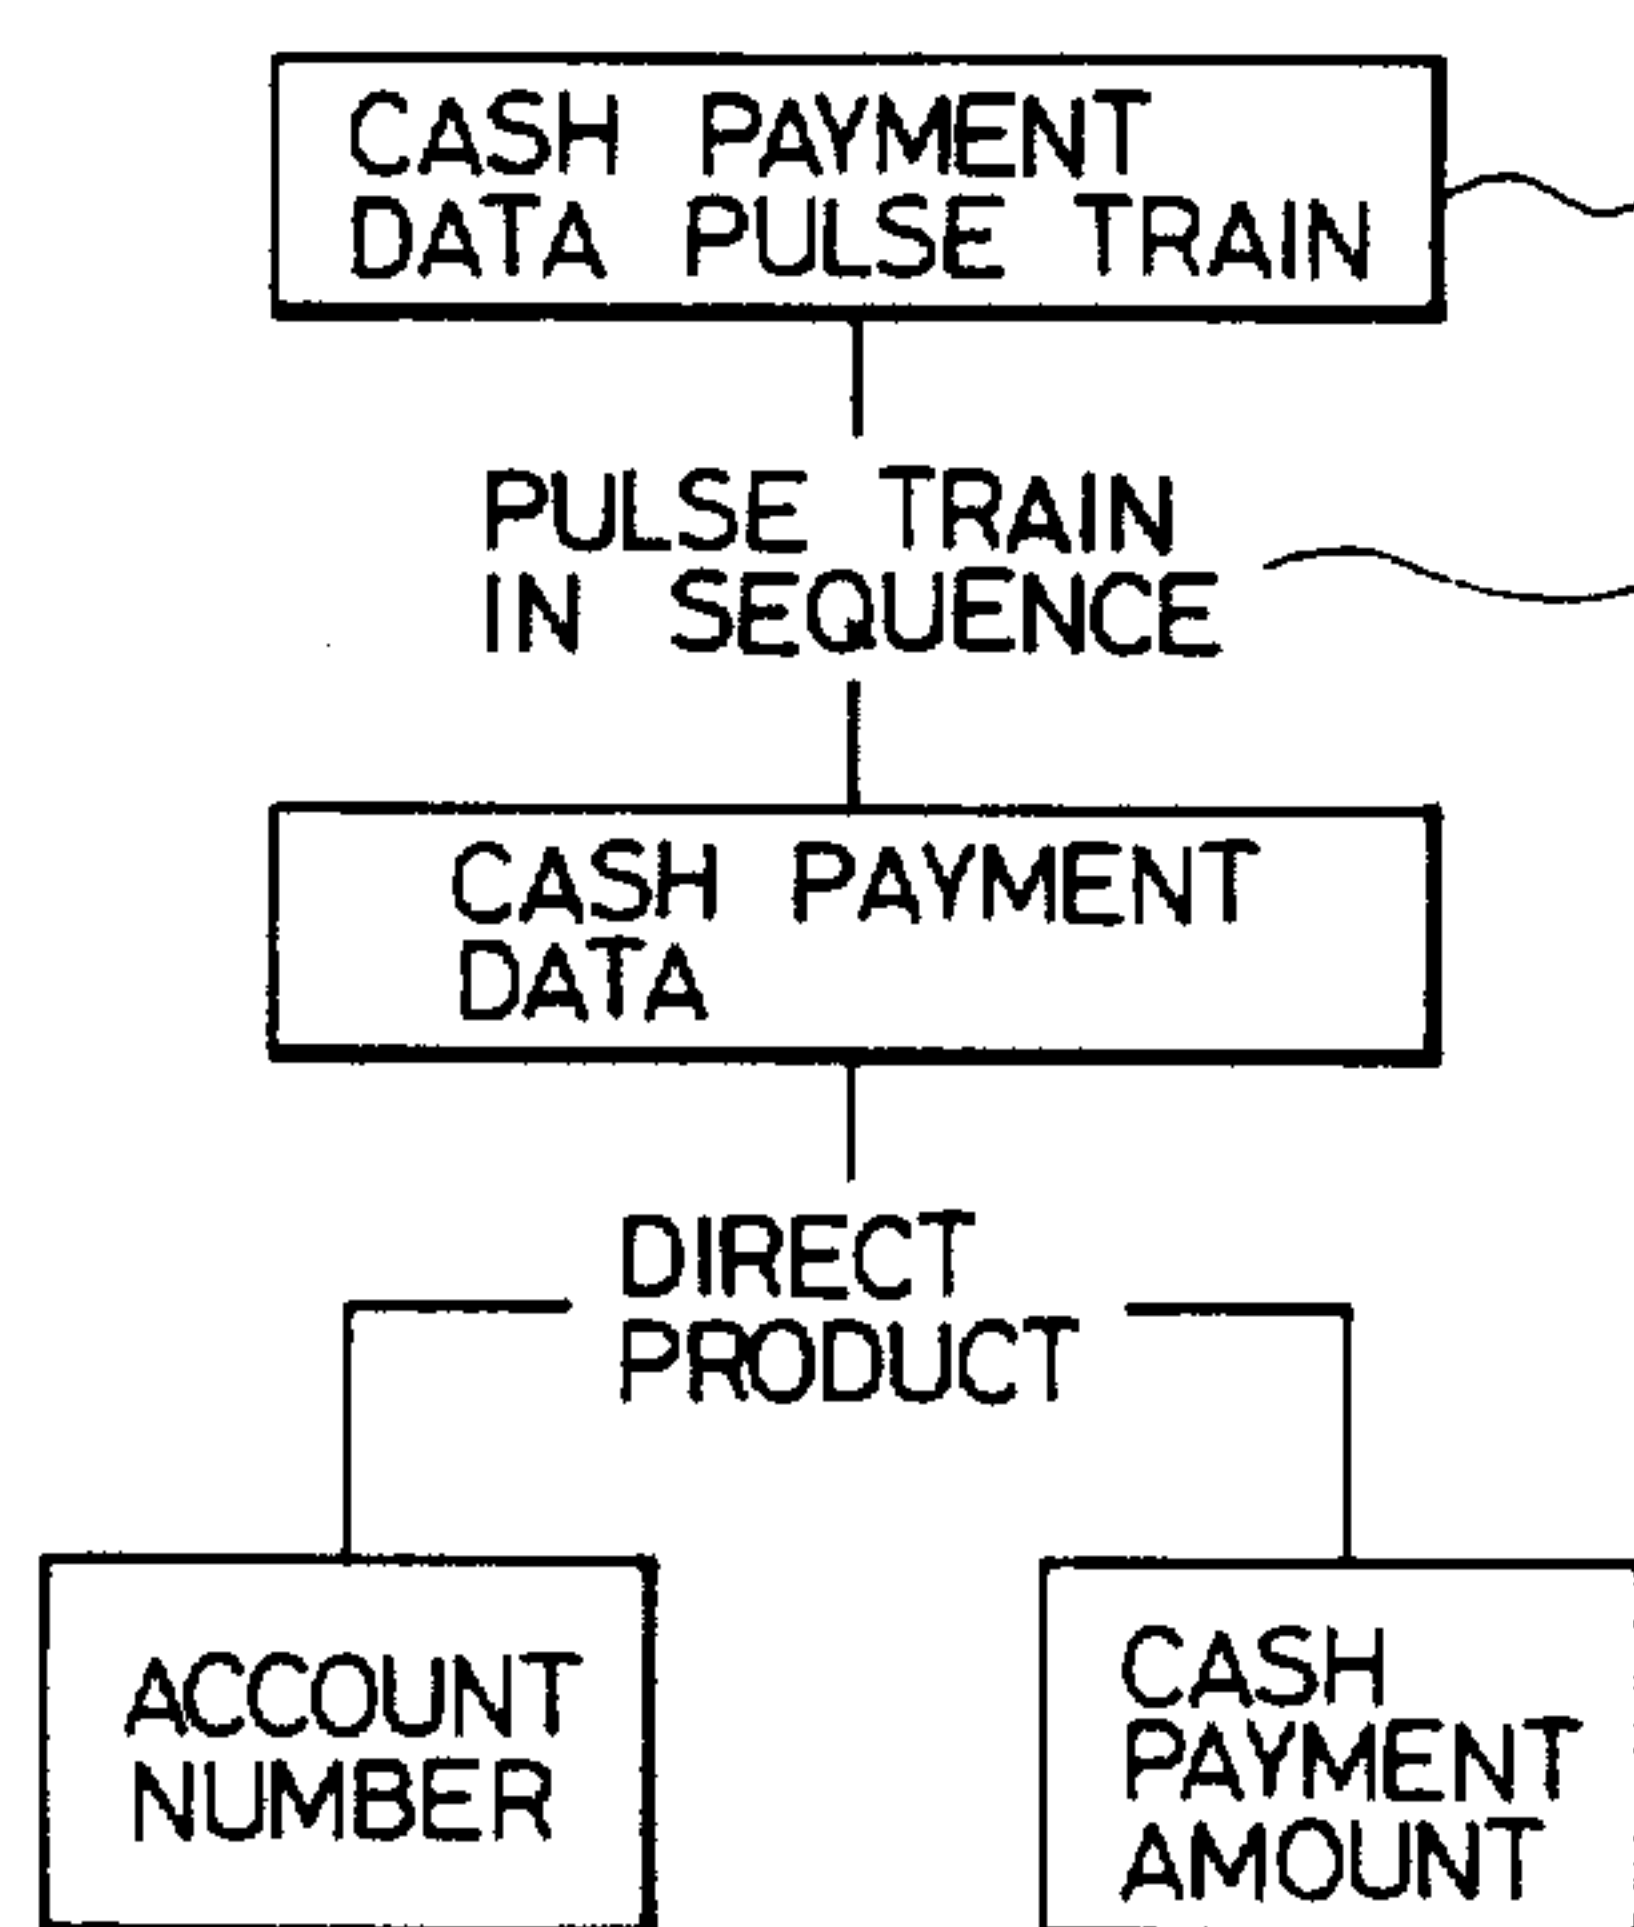 CASH PAYMENT
DATA PULSE TRAIN
PULSE TRAIN
IN SEQUENCE
CASH PAYMENT
DATA
DIRECT
PRODUCT
ACCOUNT
NUMBER
CASH
PAYMENT
AMOUNT